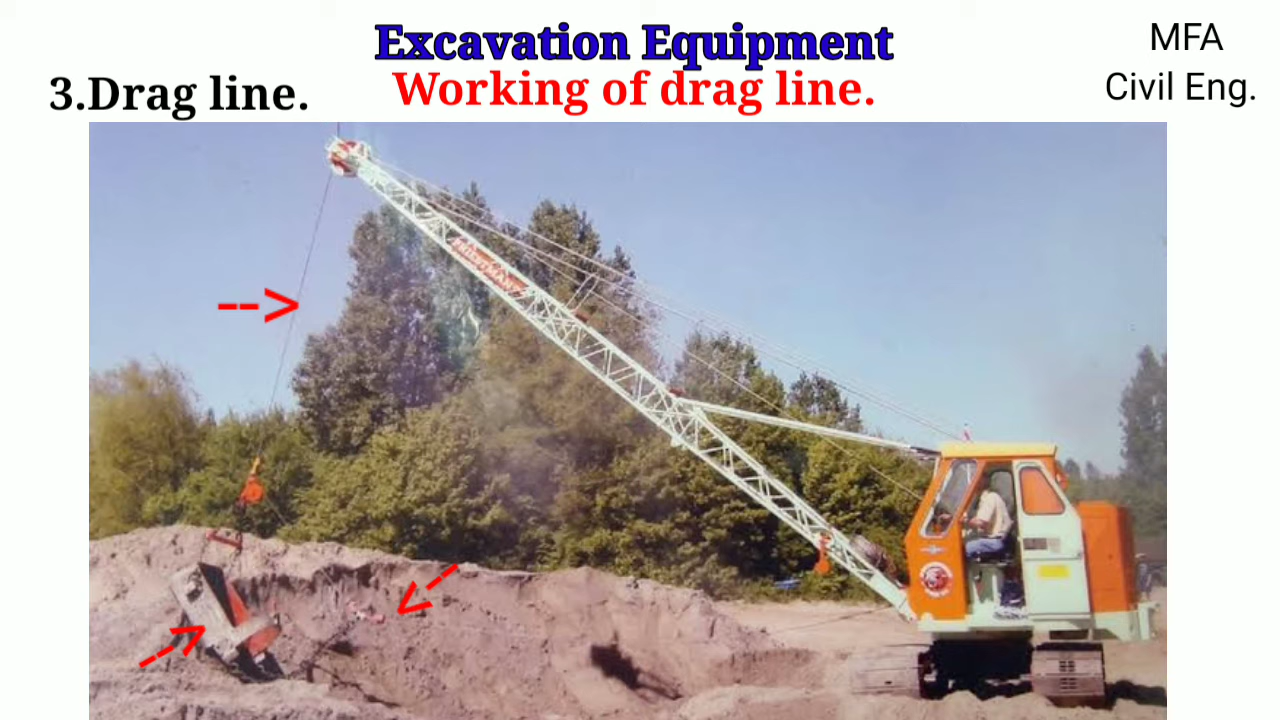 Excavation Equipment
MFA
3.Drag line.
Working of drag line.
Civil Eng.
-->